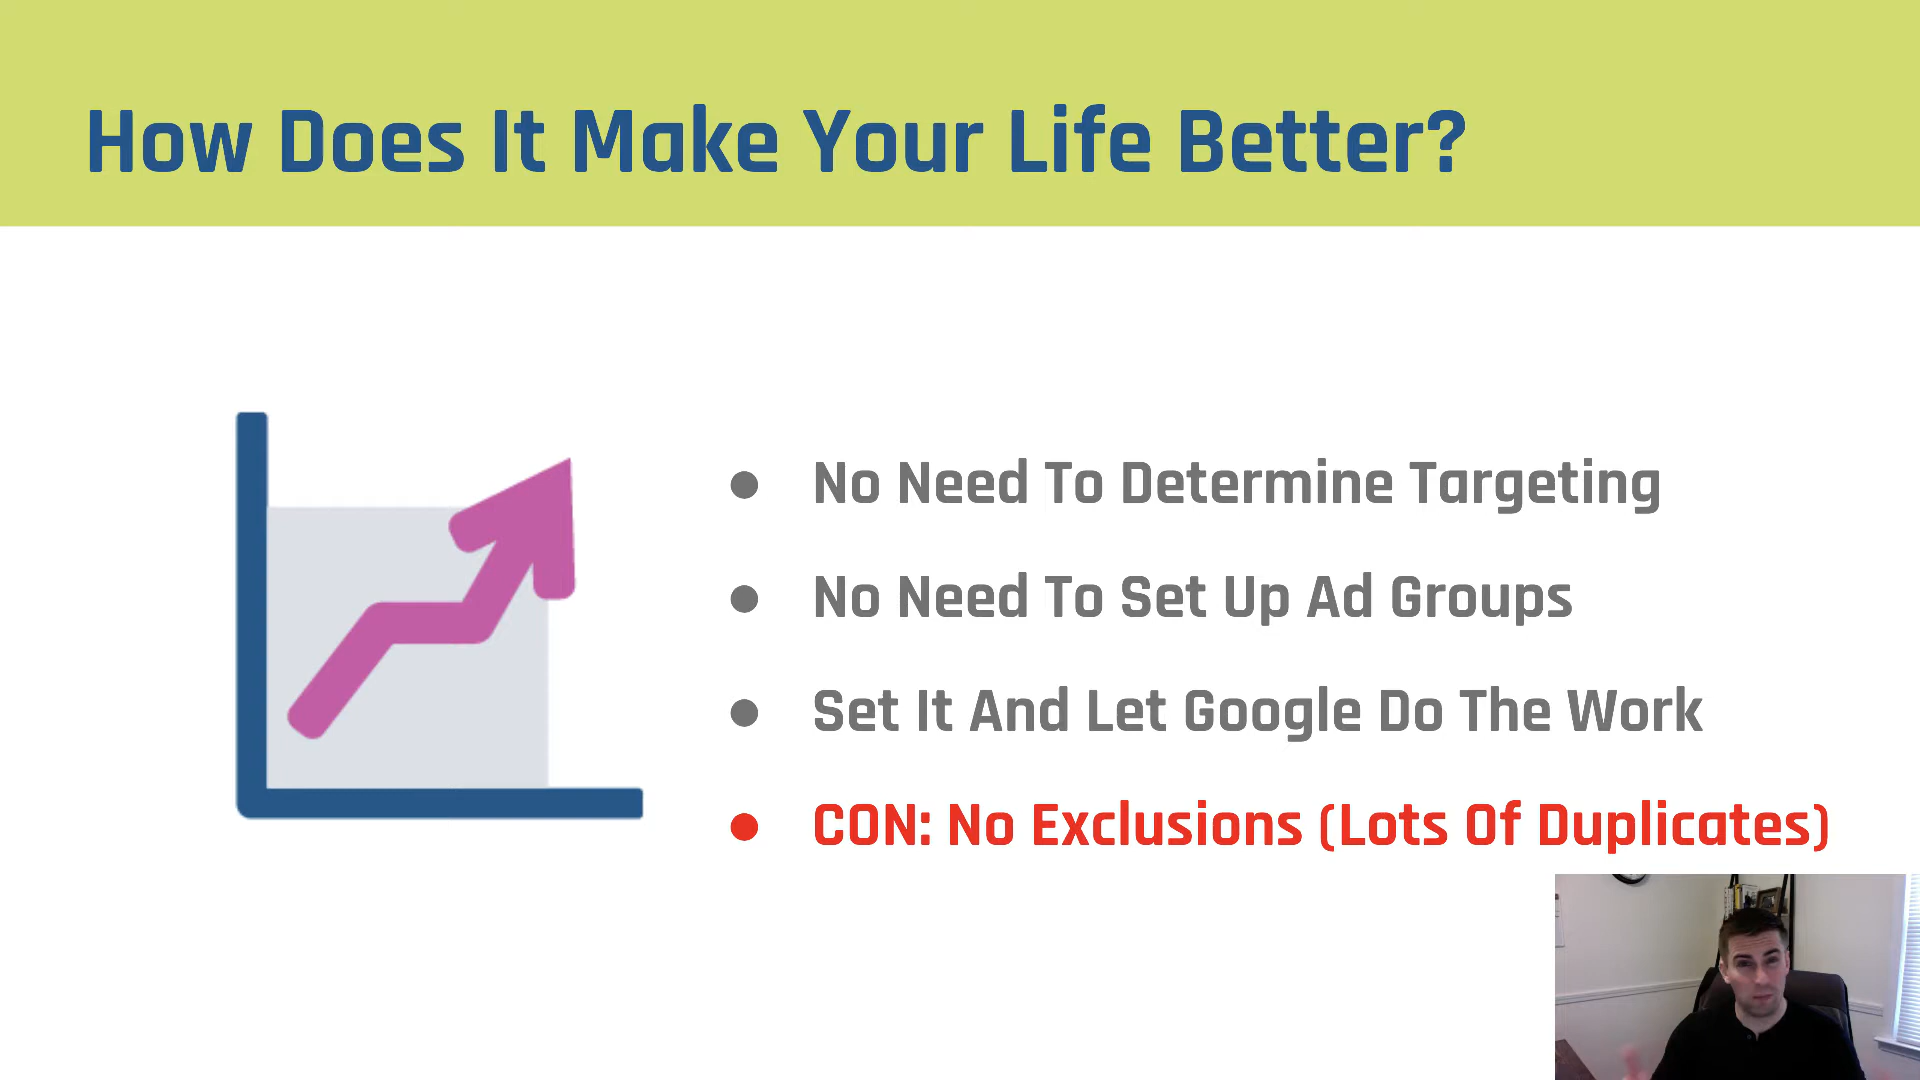 How Does It Make Your Life Better?
● No Need To Determine Targeting
● No Need To Set Up Ad Groups
● Set It And Let Google Do The Work
● CON: No Exclusions (Lots Of Duplicates)